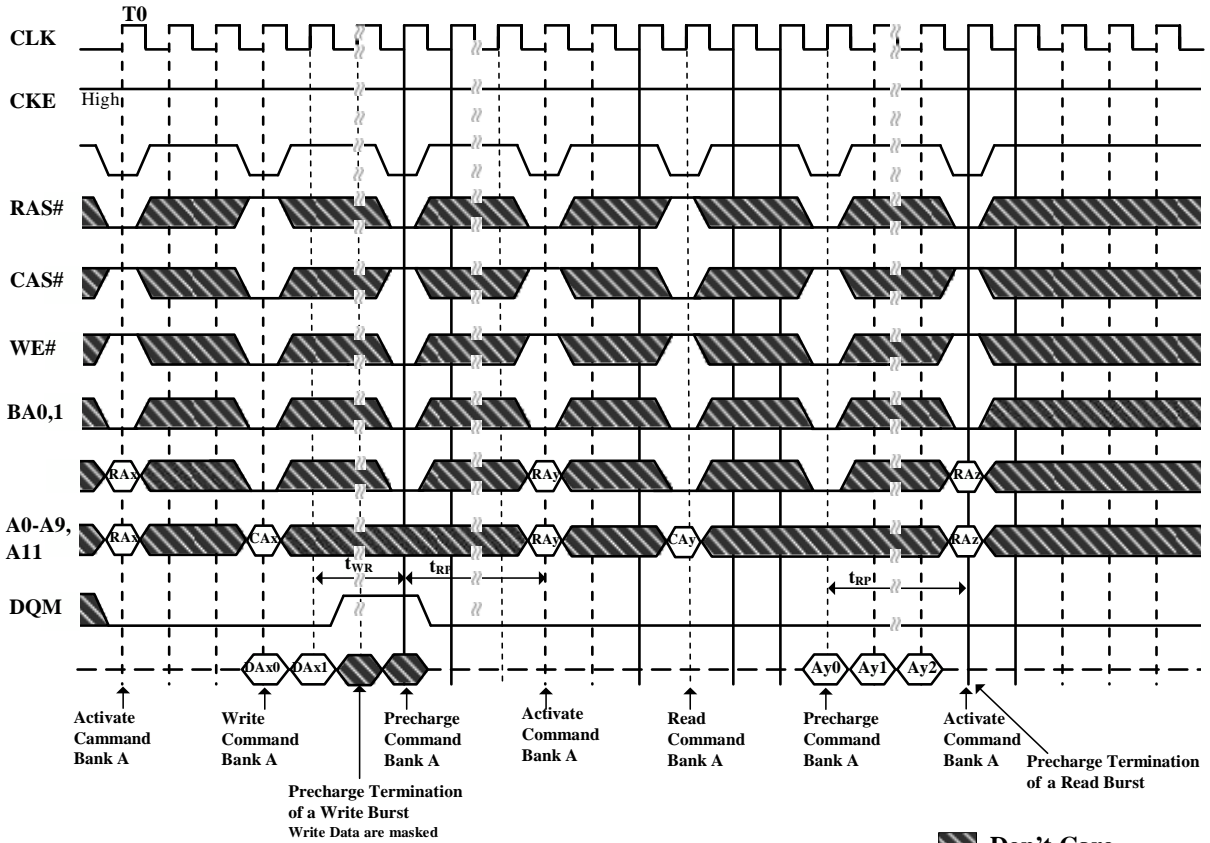 T0
CLK
CKE
High
RAS#
CAS#
WE#
BA0,1
RAx
RAy
RAz
A0-A9,
A11
RAx
CAx
RAy
CAy
RAz
tWR
tRP
tRP
DQM
DAx0
DAx1
Ay0
Ay1
Ay2
Activate
Cammand
Bank A
Write
Command
Bank A
Precharge
Command
Bank A
Activate
Command
Bank A
Read
Command
Bank A
Precharge
Command
Bank A
Activate
Command
Bank A
Precharge Termination
of a Read Burst
Precharge Termination
of a Write Burst
Write Data are masked
Don't Care